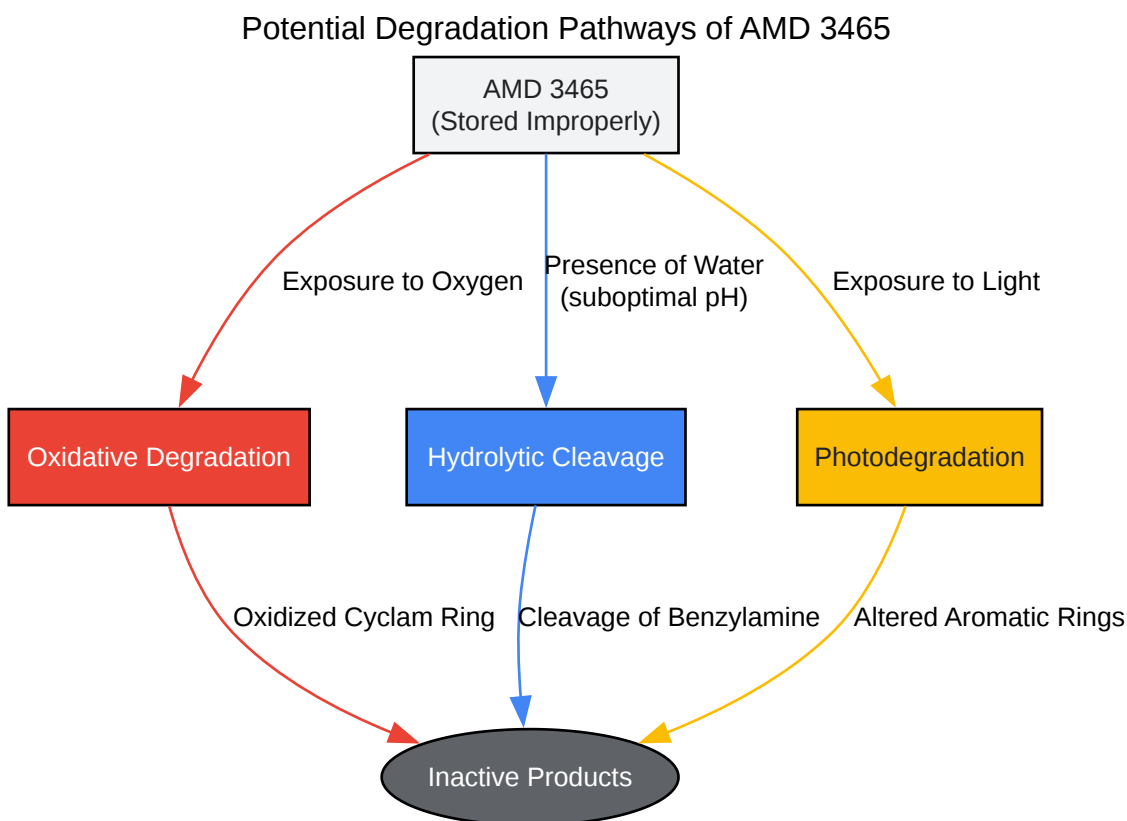 Potential Degradation Pathways of AMD 3465
AMD 3465
(Stored Improperly)
Exposure to Oxygen
Presence of Water
(suboptimal pH)
Exposure to Light
Oxidative Degradation
Hydrolytic Cleavage
Photodegradation
Oxidized Cyclam Ring
Cleavage of Benzylamine
Altered Aromatic Rings
Inactive Products